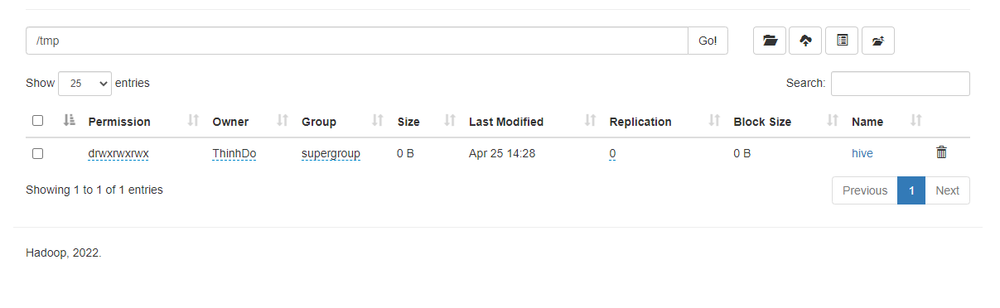 /tmp Go!
Show 25 entries Search:
Permission Owner Group Size Last Modified Replication Block Size Name
drwxrwxrwx ThinhDo supergroup 0 B Apr 25 14:28 0 0 B hive
Showing 1 to 1 of 1 entries Previous 1 Next
Hadoop, 2022.